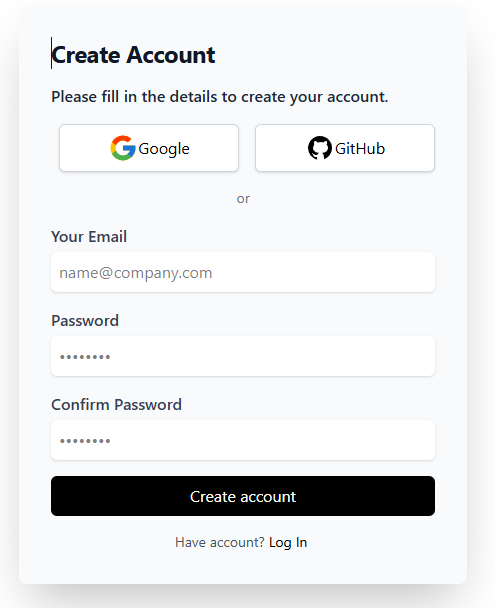 Create Account
Please fill in the details to create your account.
Google GitHub
or
Your Email
name@company.com
Password
••••••••
Confirm Password
••••••••
Create account
Have account? Log In